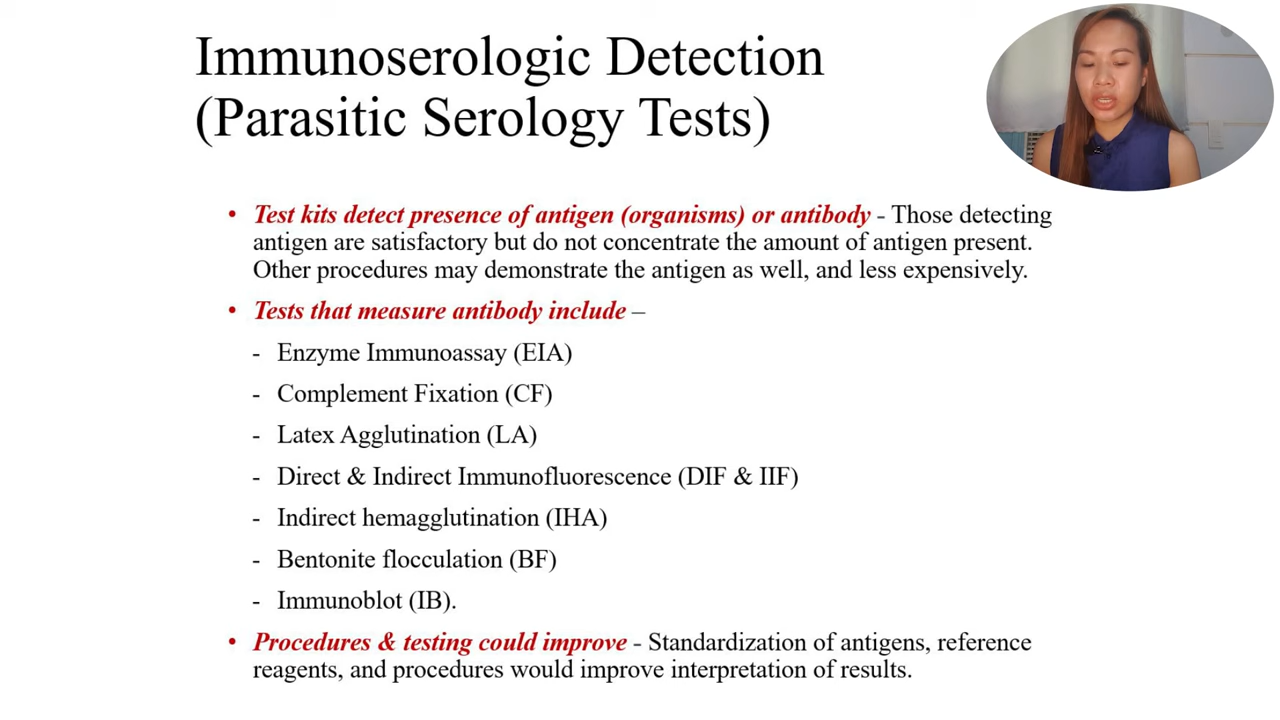 Immunoserologic Detection
(Parasitic Serology Tests)
• Test kits detect presence of antigen (organisms) or antibody - Those detecting
antigen are satisfactory but do not concentrate the amount of antigen present.
Other procedures may demonstrate the antigen as well, and less expensively.
• Tests that measure antibody include –
- Enzyme Immunoassay (EIA)
- Complement Fixation (CF)
- Latex Agglutination (LA)
- Direct & Indirect Immunofluorescence (DIF & IIF)
- Indirect hemagglutination (IHA)
- Bentonite flocculation (BF)
- Immunoblot (IB).
• Procedures & testing could improve - Standardization of antigens, reference
reagents, and procedures would improve interpretation of results.